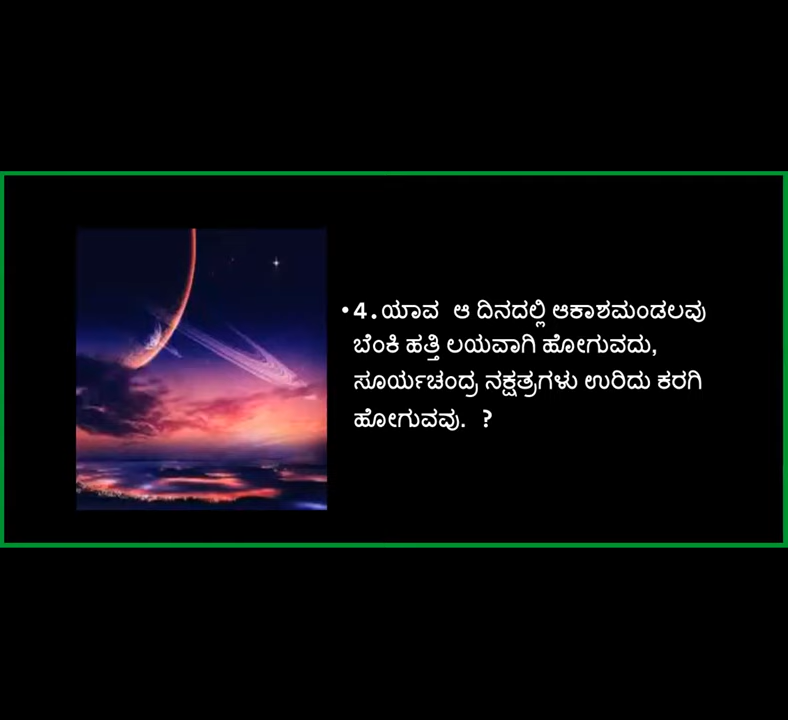 • 4 . ಯಾವ ಆ ದಿನದಲ್ಲಿ ಆಕಾಶಮಂಡಲವು
ಬೆಂಕಿ ಹತ್ತಿ ಲಯವಾಗಿ ಹೋಗುವದು,
ಸೂರ್ಯಚಂದ್ರ ನಕ್ಷತ್ರಗಳು ಉರಿದು ಕರಗಿ
ಹೋಗುವವು. ?